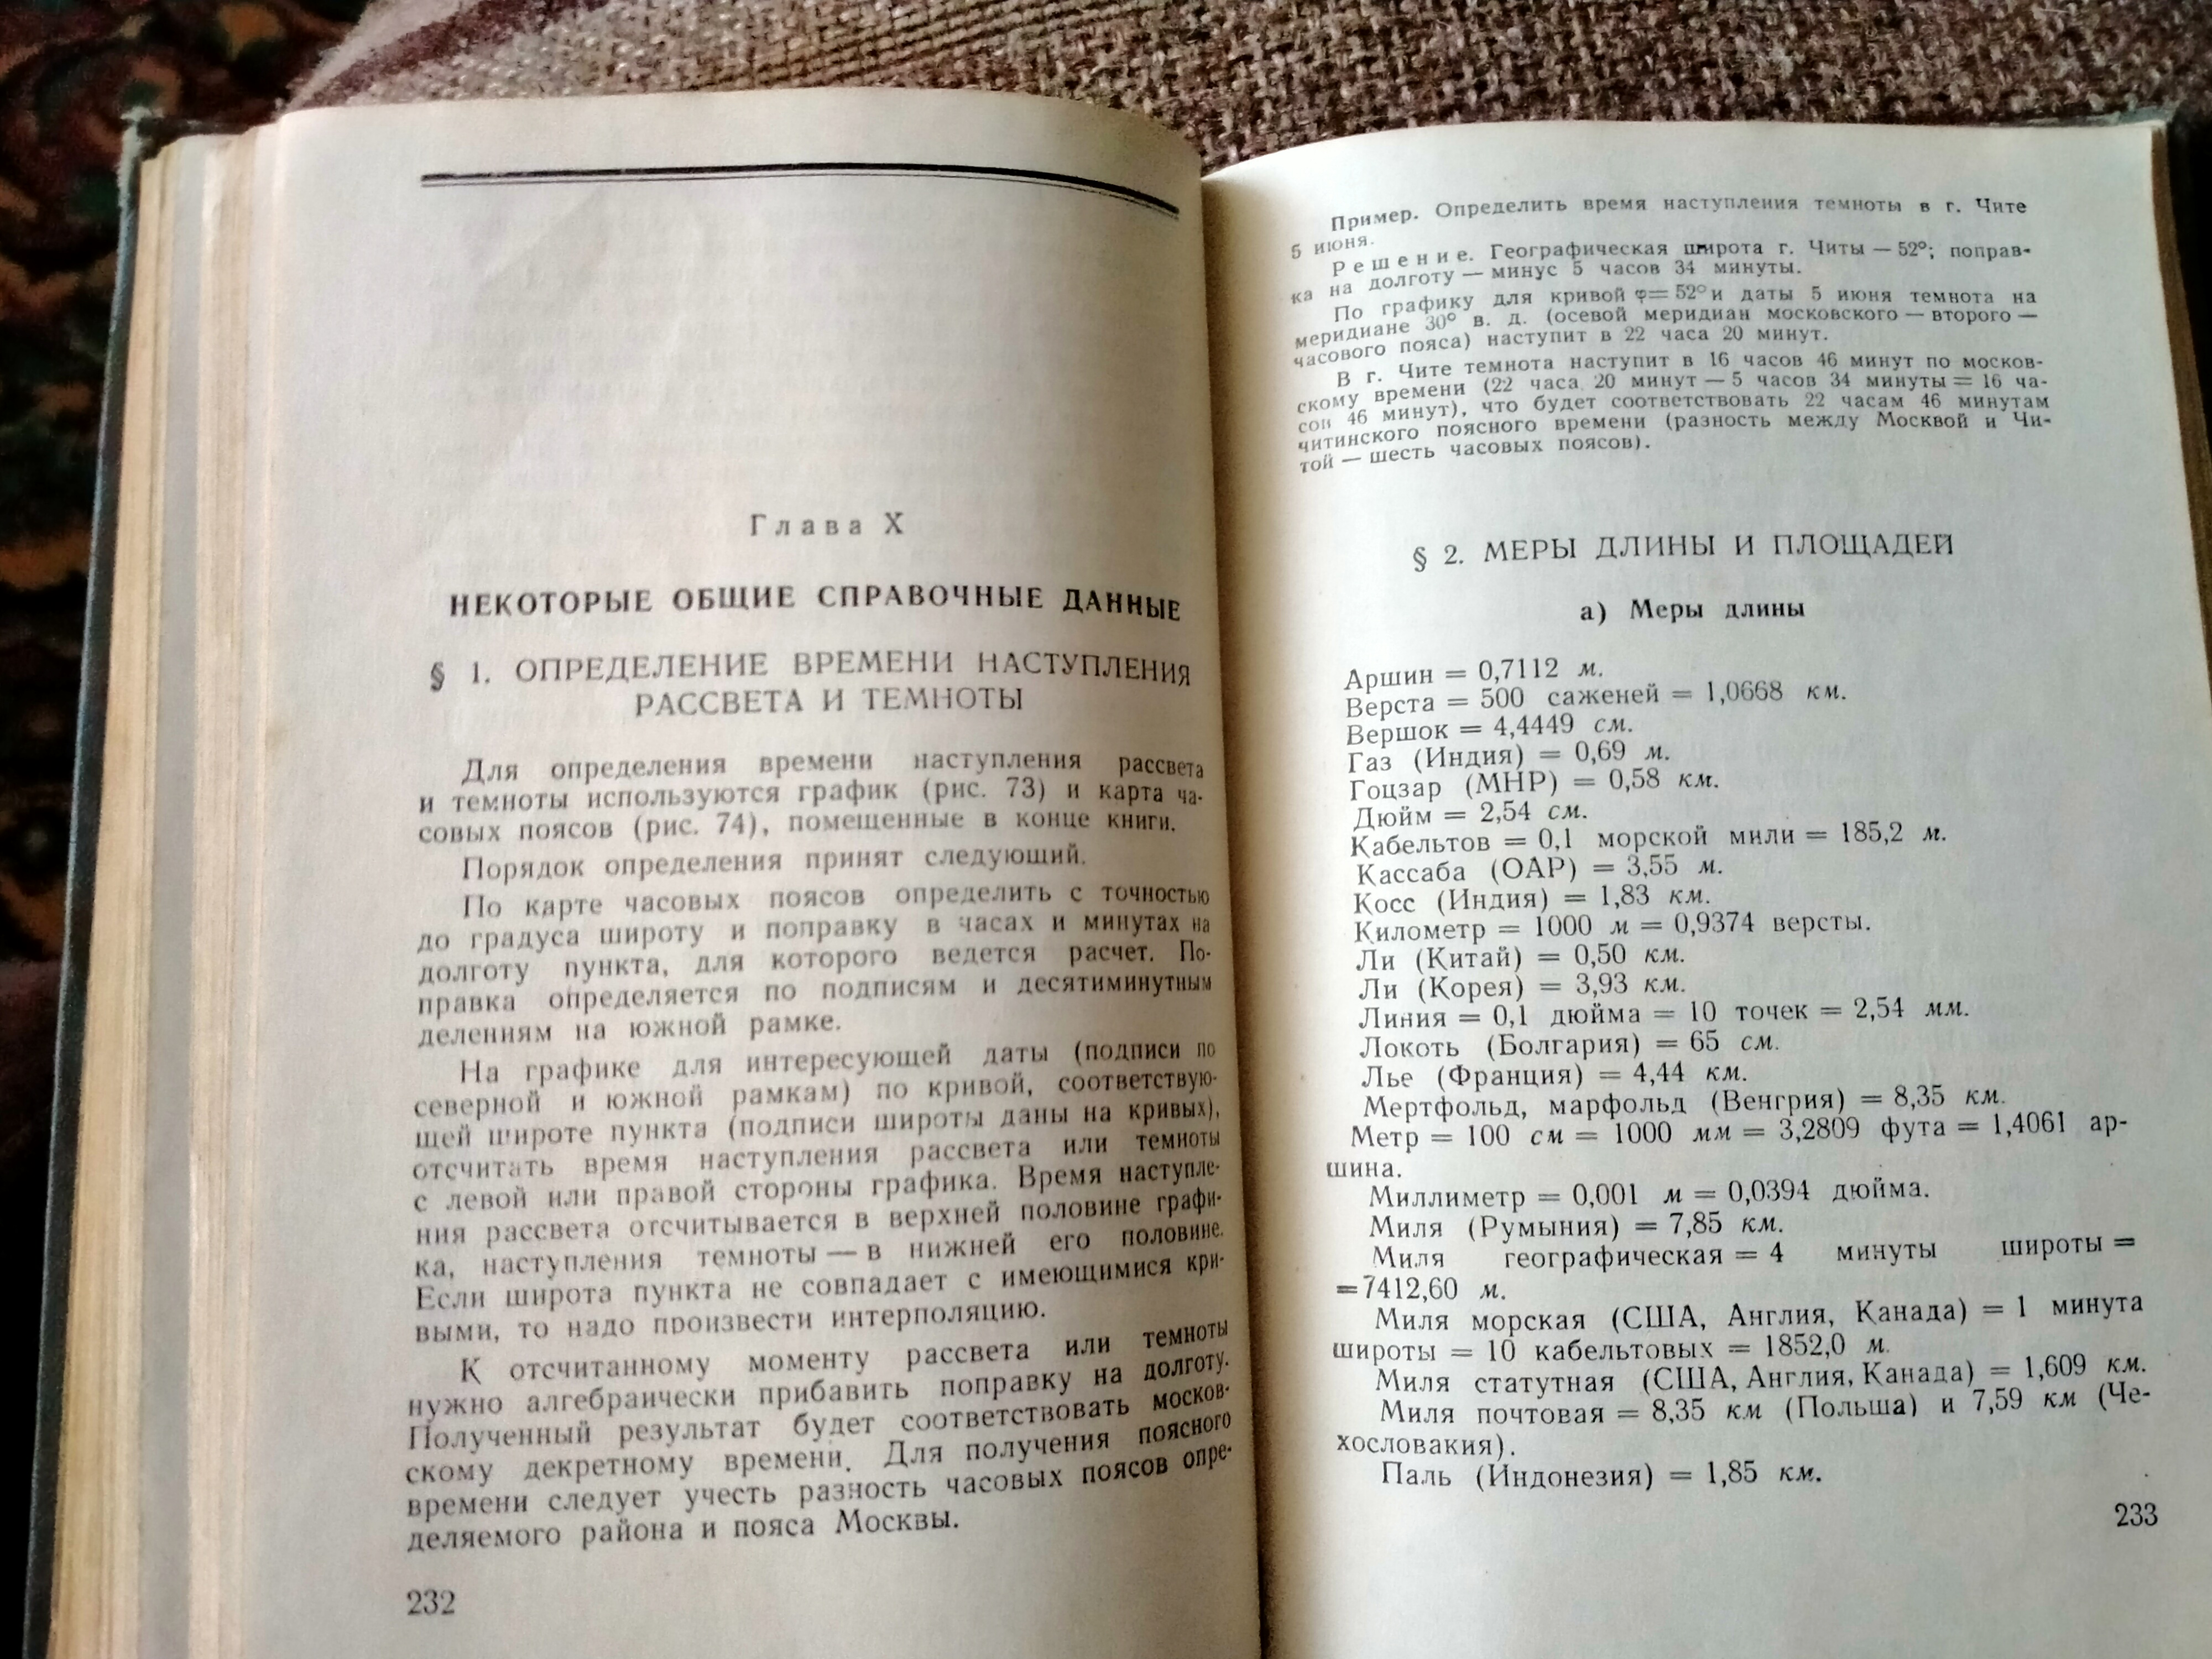 Глава X
НЕКОТОРЫЕ ОБЩИЕ СПРАВОЧНЫЕ ДАННЫЕ
§ 1. ОПРЕДЕЛЕНИЕ ВРЕМЕНИ НАСТУПЛЕНИЯ
РАССВЕТА И ТЕМНОТЫ
Для определения времени наступления рассвета
и темноты используются график (рис. 73) и карта ча-
совых поясов (рис. 74), помещенные в конце книги.
Порядок определения принят следующий.
По карте часовых поясов определить с точностью
до градуса широту и поправку в часах и минутах на
долготу пункта, для которого ведется расчет. По-
правка определяется по подписям и десятиминутным
делениям на южной рамке.
На графике для интересующей даты (подписи по
северной и южной рамкам) по кривой, соответствую-
щей широте пункта (подписи широты даны на кривых),
отсчитать время наступления рассвета или темноты
с левой или правой стороны графика. Время наступле-
ния рассвета отсчитывается в верхней половине графи-
ка, наступления темноты — в нижней его половине.
Если широта пункта не совпадает с имеющимися кри-
выми, то надо произвести интерполяцию.
К отсчитанному моменту рассвета или темноты
нужно алгебраически прибавить поправку на долготу.
Полученный результат будет соответствовать москов-
скому декретному времени. Для получения поясного
времени следует учесть разность часовых поясов опре-
деляемого района и пояса Москвы.
232
Пример. Определить время наступления темноты в г. Чите
5 июня.
Решение. Географическая широта г. Читы — 52°; поправ-
ка на долготу — минус 5 часов 34 минуты.
По графику для кривой φ= 52° и даты 5 июня темнота на
меридиане 30° в. д. (осевой меридиан московского — второго —
часового пояса) наступит в 22 часа 20 минут.
В г. Чите темнота наступит в 16 часов 46 минут по москов-
скому времени (22 часа 20 минут — 5 часов 34 минуты = 16 ча-
сов 46 минут), что будет соответствовать 22 часам 46 минутам
читинского поясного времени (разность между Москвой и Чи-
той — шесть часовых поясов).
§ 2. МЕРЫ ДЛИНЫ И ПЛОЩАДЕЙ
а) Меры длины
Аршин = 0,7112 м.
Верста = 500 саженей = 1,0668 км.
Вершок = 4,4449 см.
Газ (Индия) = 0,69 м.
Гоцзар (МНР) = 0,58 км.
Дюйм = 2,54 см.
Кабельтов = 0,1 морской мили = 185,2 м.
Кассаба (ОАР) = 3,55 м.
Косс (Индия) = 1,83 км.
Километр = 1000 м = 0,9374 версты.
Ли (Китай) = 0,50 км.
Ли (Корея) = 3,93 км.
Линия = 0,1 дюйма = 10 точек = 2,54 мм.
Локоть (Болгария) = 65 см.
Лье (Франция) = 4,44 км.
Мертфольд, марфольд (Венгрия) = 8,35 км.
Метр = 100 см = 1000 мм = 3,2809 фута = 1,4061 ар-
шина.
Миллиметр = 0,001 м = 0,0394 дюйма.
Миля (Румыния) = 7,85 км.
Миля географическая = 4 минуты широты =
=7412,60 м.
Миля морская (США, Англия, Канада) = 1 минута
широты = 10 кабельтовых = 1852,0 м.
Миля статутная (США, Англия, Канада) = 1,609 км.
Миля почтовая = 8,35 км (Польша) и 7,59 км (Че-
хословакия).
Паль (Индонезия) = 1,85 км.
233